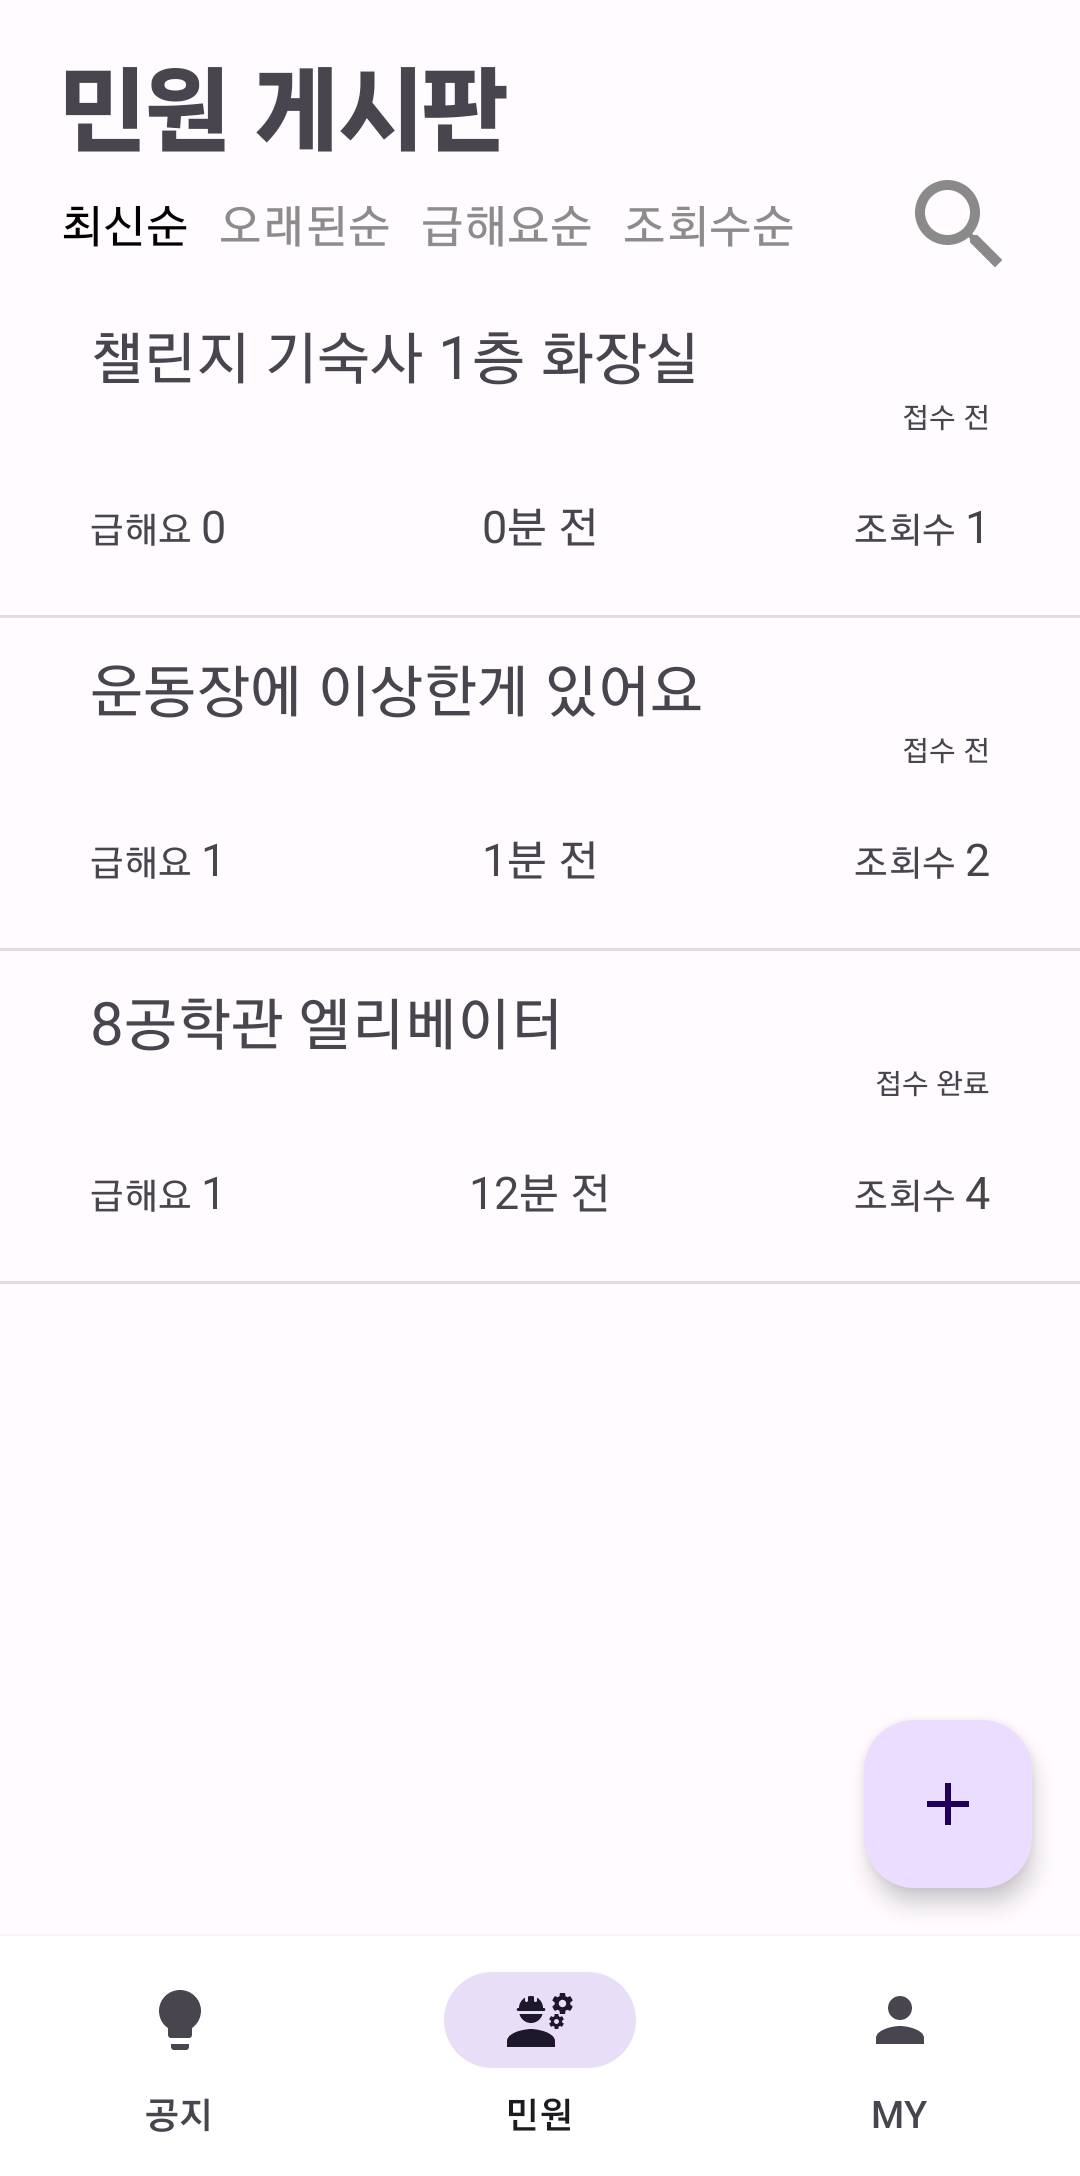 민원 게시판
최신순 오래된순 급해요순 조회수순
챌린지 기숙사 1층 화장실
접수 전
급해요 0 0분 전 조회수 1
운동장에 이상한게 있어요
접수 전
급해요 1 1분 전 조회수 2
8공학관 엘리베이터
접수 완료
급해요 1 12분 전 조회수 4
공지 민원 MY